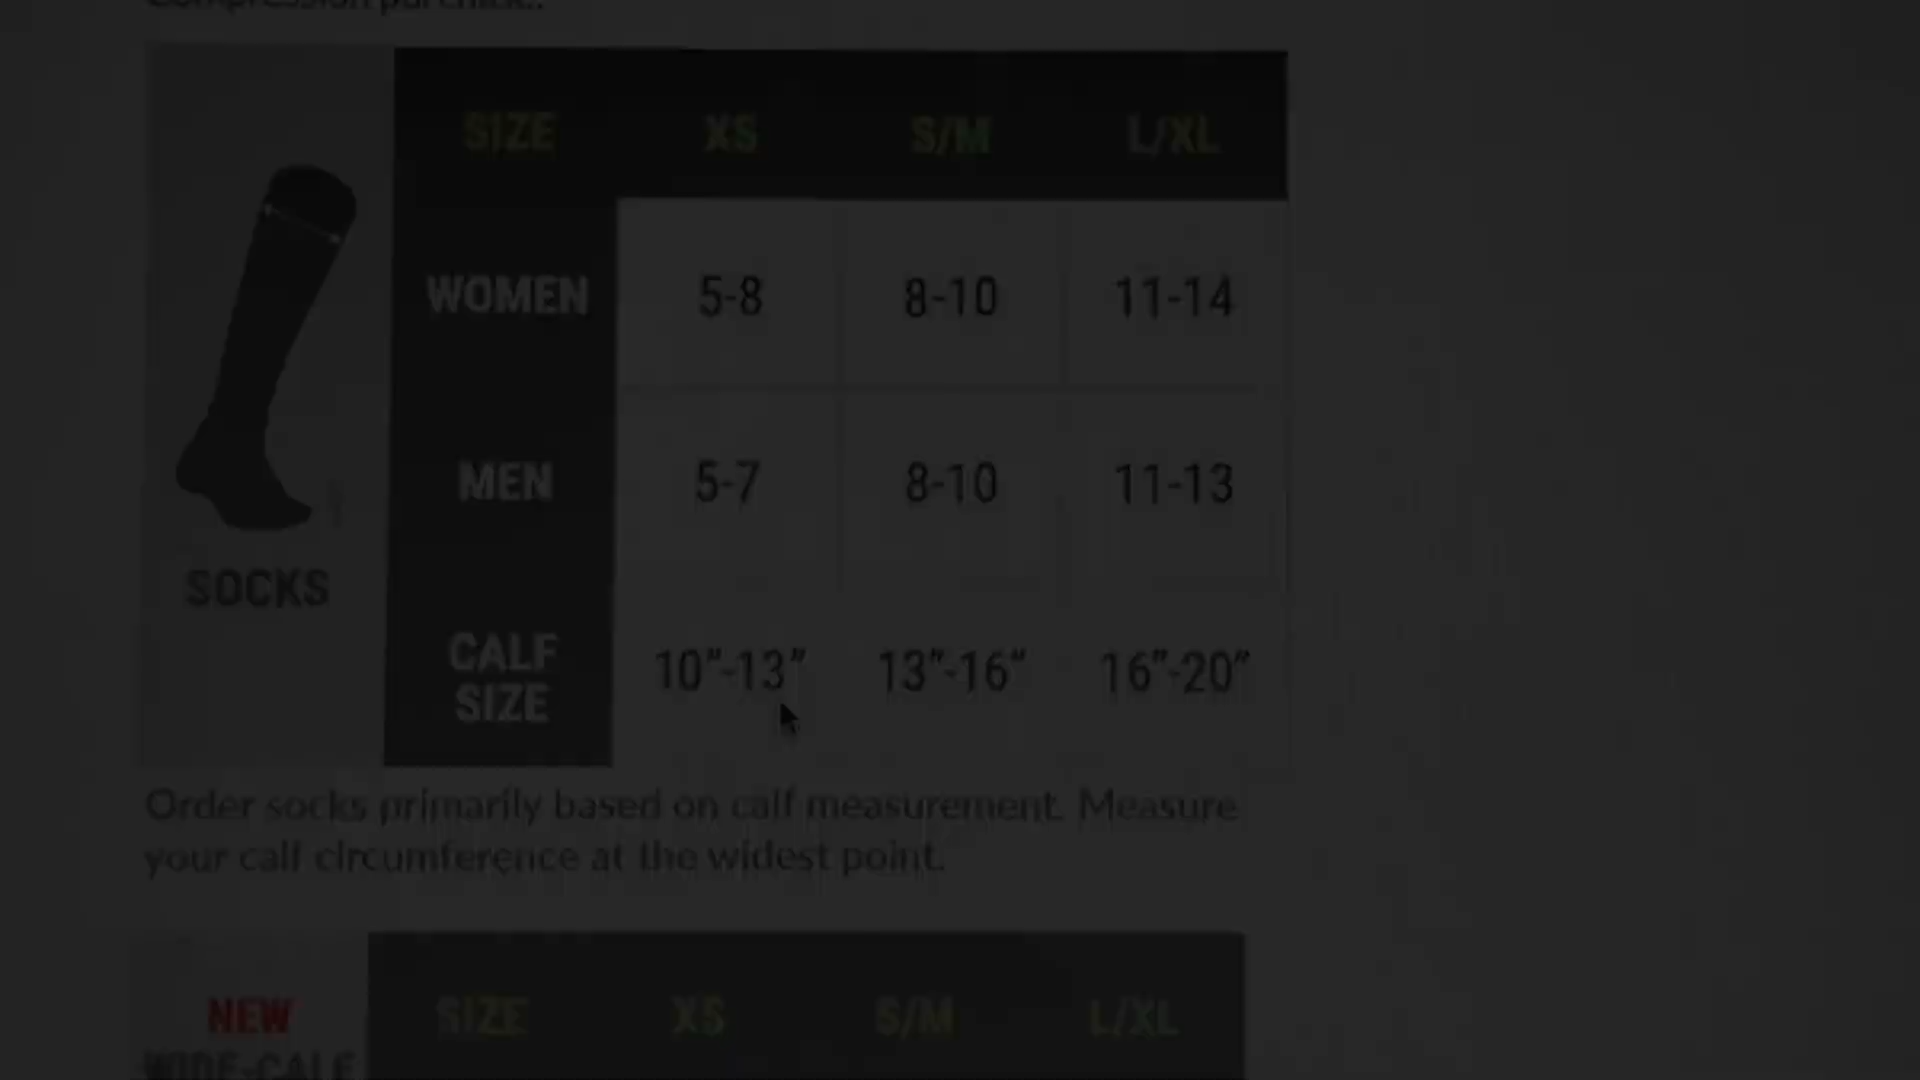 SIZE XS S/M L/XL
WOMEN 5-8 8-10 11-14
MEN 5-7 8-10 11-13
SOCKS
CALF SIZE 10"-13" 13"-16" 16"-20"
Order socks primarily based on calf measurement. Measure
your calf circumference at the widest point.
NEW SIZE XS S/M L/XL
WIDE-CALF